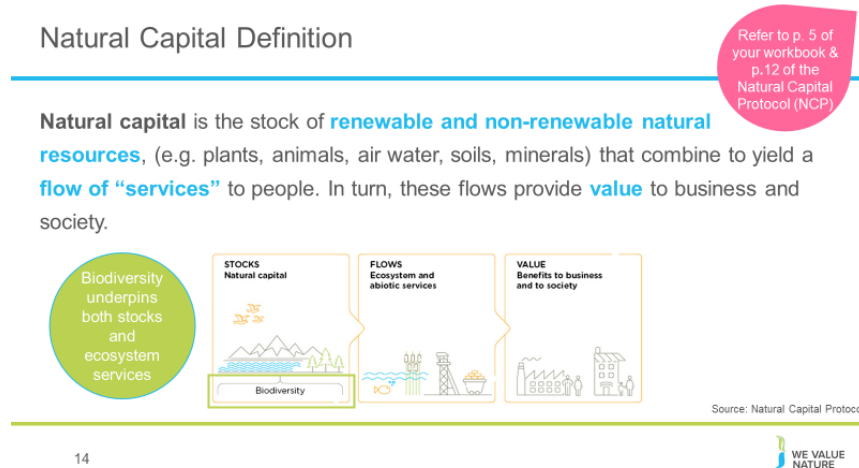 Natural Capital Definition
Refer to p. 5 of
your workbook &
p.12 of the
Natural Capital
Protocol (NCP)
Natural capital is the stock of renewable and non-renewable natural
resources, (e.g. plants, animals, air water, soils, minerals) that combine to yield a
flow of “services” to people. In turn, these flows provide value to business and
society.
Biodiversity
underpins
both stocks
and
ecosystem
services
STOCKS
Natural capital
Biodiversity
FLOWS
Ecosystem and
abiotic services
VALUE
Benefits to business
and to society
Source: Natural Capital Protoco
14
WE VALUE
NATURE